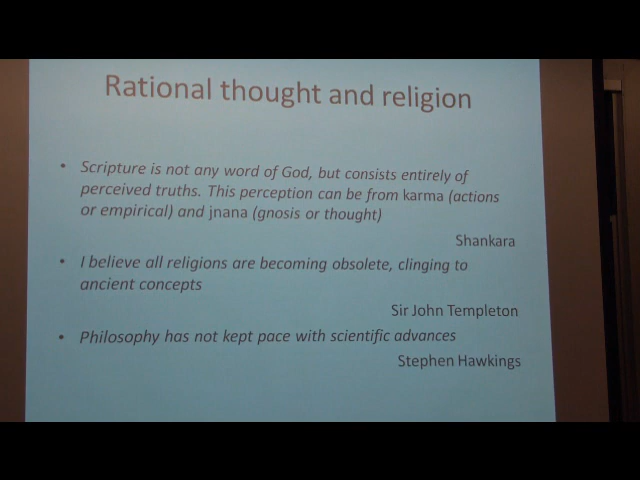 Rational thought and religion
• Scripture is not any word of God, but consists entirely of
perceived truths. This perception can be from karma (actions
or empirical) and jnana (gnosis or thought)
Shankara
• I believe all religions are becoming obsolete, clinging to
ancient concepts
Sir John Templeton
• Philosophy has not kept pace with scientific advances
Stephen Hawkings